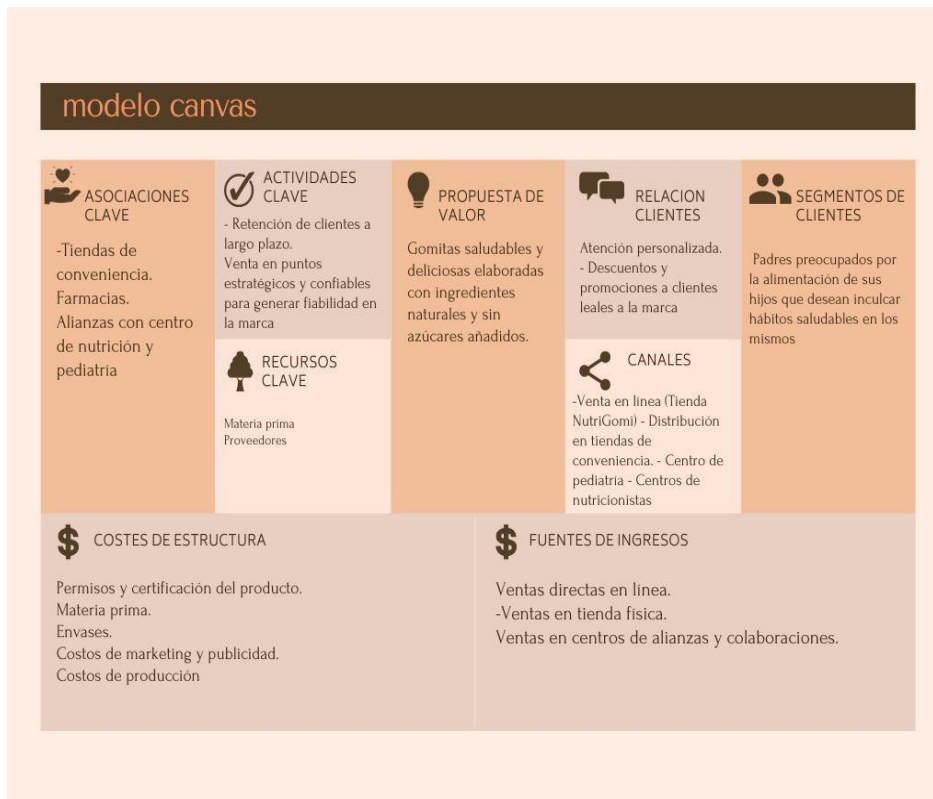 modelo canvas
ASOCIACIONES
CLAVE
-Tiendas de
conveniencia.
Farmacias.
Alianzas con centro
de nutrición y
pediatría
ACTIVIDADES
CLAVE
- Retención de clientes a
largo plazo.
Venta en puntos
estratégicos y confiables
para generar fiabilidad en
la marca
RECURSOS
CLAVE
Materia prima
Proveedores
PROPUESTA DE
VALOR
Gomitas saludables y
deliciosas elaboradas
con ingredientes
naturales y sin
azúcares añadidos.
RELACION
CLIENTES
Atención personalizada.
- Descuentos y
promociones a clientes
leales a la marca
CANALES
-Venta en línea (Tienda
NutriGomi) - Distribución
en tiendas de
conveniencia. - Centro de
pediatría - Centros de
nutricionistas
SEGMENTOS DE
CLIENTES
Padres preocupados por
la alimentación de sus
hijos que desean inculcar
hábitos saludables en los
mismos
COSTES DE ESTRUCTURA
Permisos y certificación del producto.
Materia prima.
Envases.
Costos de marketing y publicidad.
Costos de producción
FUENTES DE INGRESOS
Ventas directas en línea.
-Ventas en tienda física.
Ventas en centros de alianzas y colaboraciones.